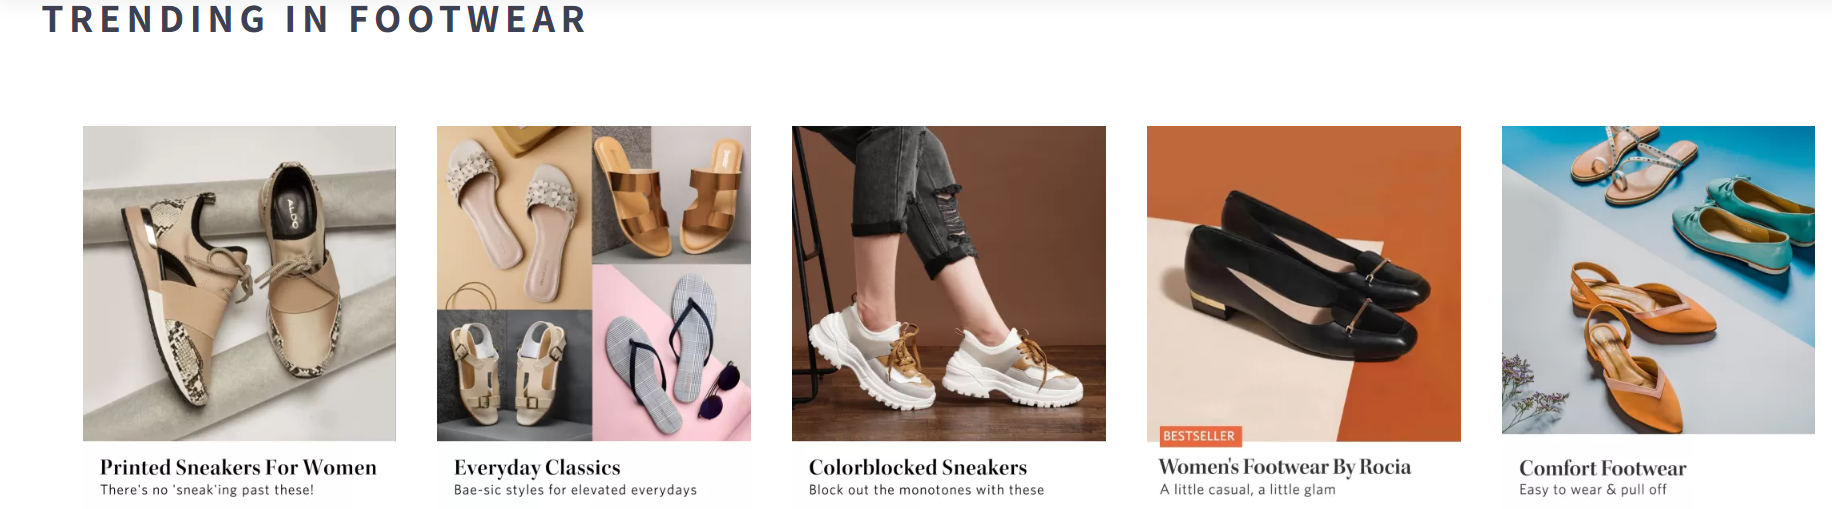 TRENDING IN FOOTWEAR
ALDO
BESTSELLER
Printed Sneakers For Women
There's no 'sneak'ing past these!
Everyday Classics
Bae-sic styles for elevated everydays
Colorblocked Sneakers
Block out the monotones with these
Women's Footwear By Rocia
A little casual, a little glam
Comfort Footwear
Easy to wear & pull off